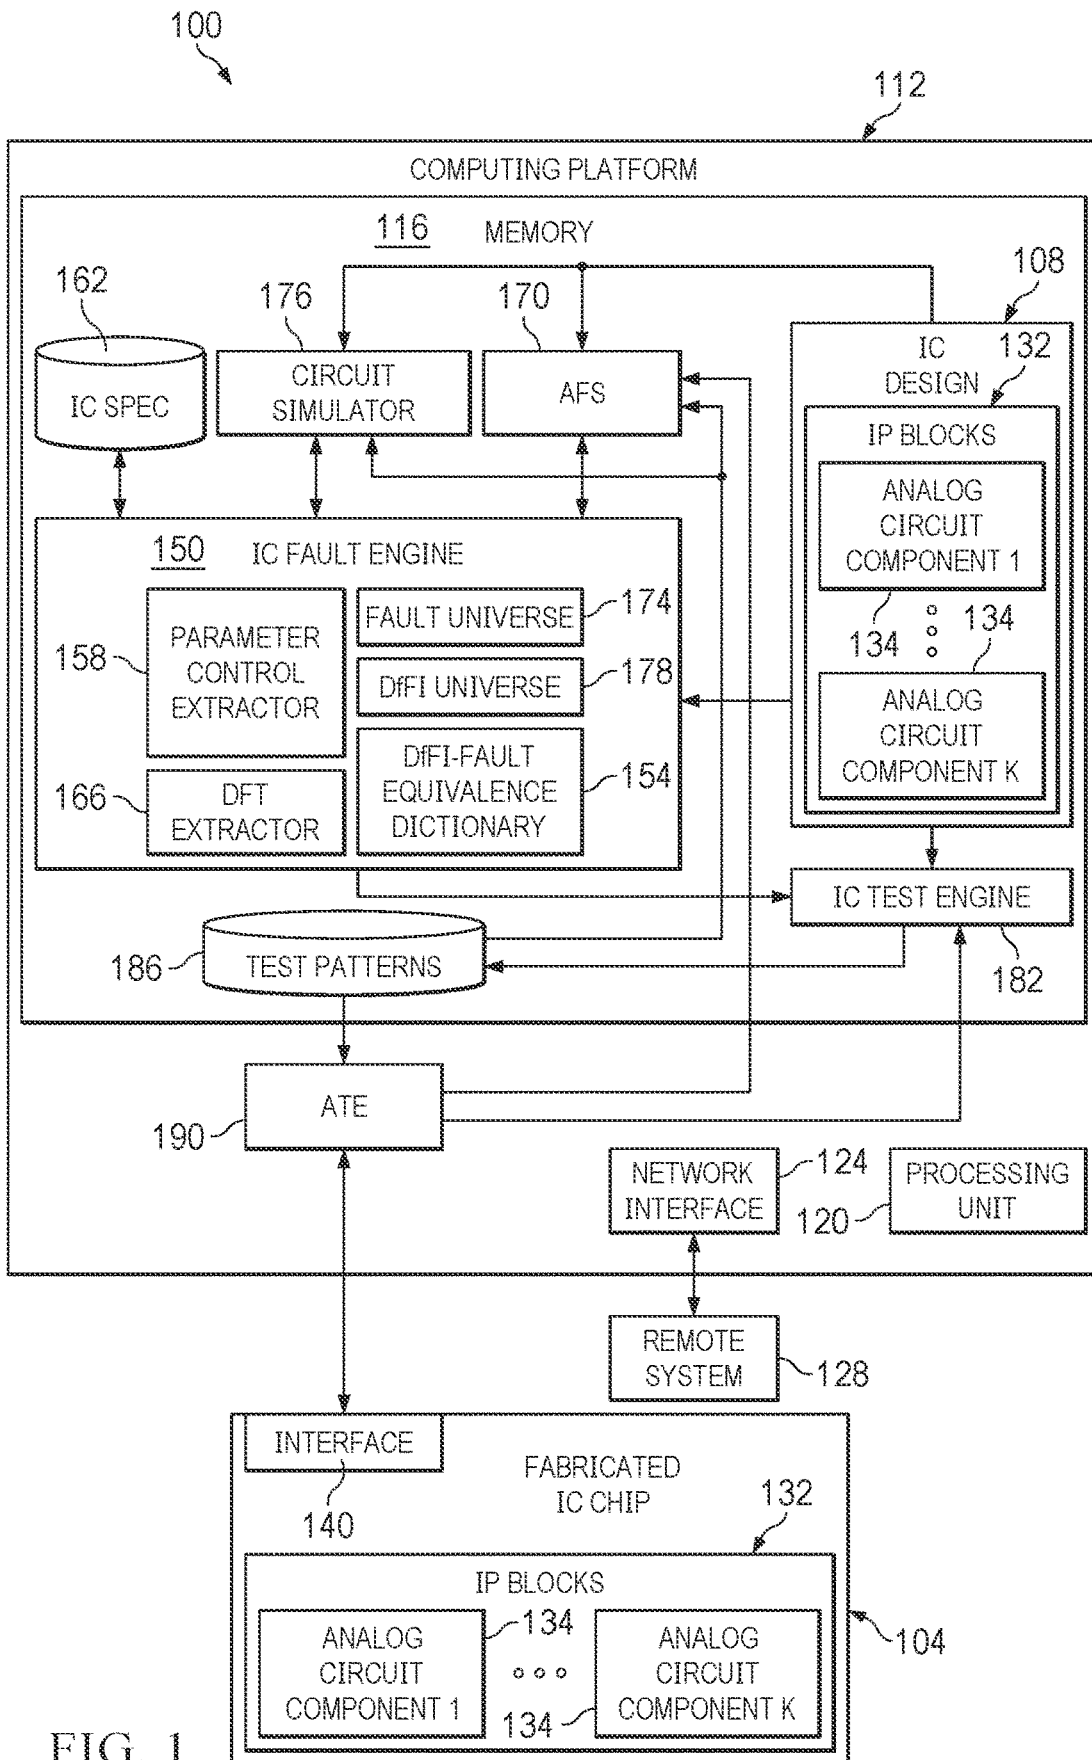 100
112
COMPUTING PLATFORM
116 MEMORY
162
176
170
108
IC SPEC
CIRCUIT
SIMULATOR
AFS
IC
DESIGN
132
IP BLOCKS
ANALOG
CIRCUIT
COMPONENT 1
134
134
ANALOG
CIRCUIT
COMPONENT K
150 IC FAULT ENGINE
158
PARAMETER
CONTROL
EXTRACTOR
FAULT UNIVERSE
174
DfFI UNIVERSE
178
166
DFT
EXTRACTOR
DfFI-FAULT
EQUIVALENCE
DICTIONARY
154
IC TEST ENGINE
182
186
TEST PATTERNS
ATE
190
NETWORK
INTERFACE
124
120
PROCESSING
UNIT
REMOTE
SYSTEM
128
INTERFACE
140
FABRICATED
IC CHIP
132
IP BLOCKS
ANALOG
CIRCUIT
COMPONENT 1
134
134
ANALOG
CIRCUIT
COMPONENT K
104
FIG. 1